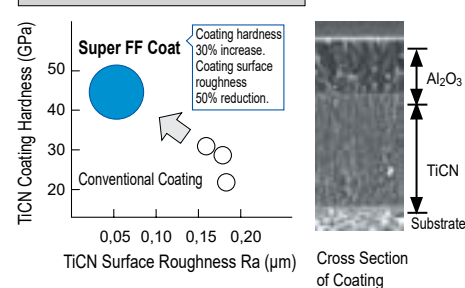 TiCN Coating Hardness (GPa)
Super FF Coat
Coating hardness
30% increase.
Coating surface
roughness
50% reduction.
50
40
30
20
Conventional Coating
0,05 0,10 0,15 0,20
TiCN Surface Roughness Ra (µm)
Al₂O₃
TiCN
Substrate
Cross Section
of Coating